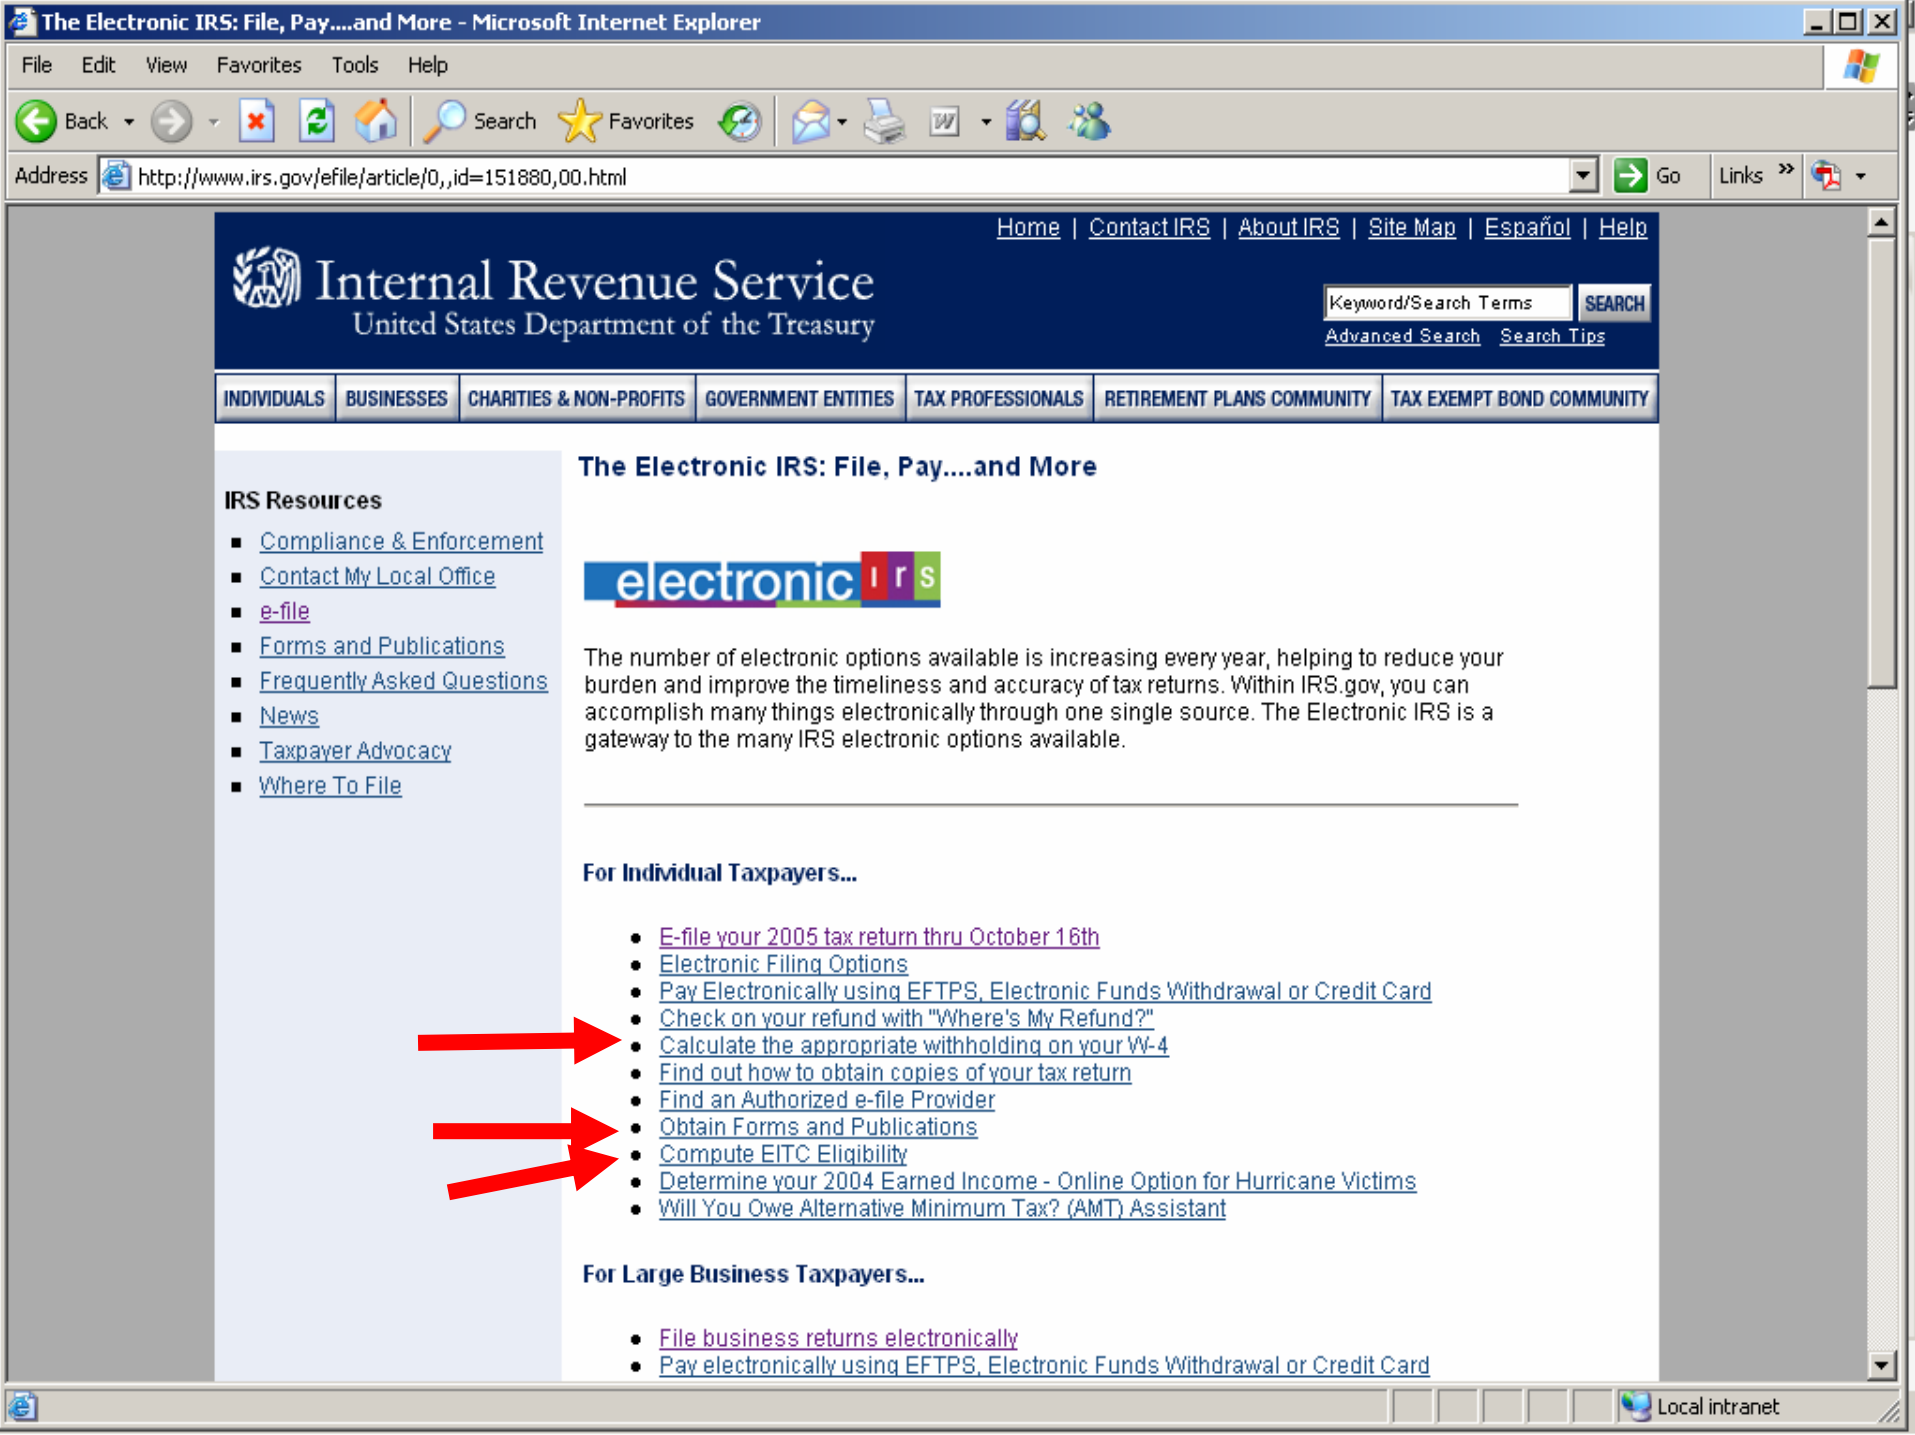 The Electronic IRS: File, Pay....and More - Microsoft Internet Explorer
File Edit View Favorites Tools Help
Back Search Favorites
Address http://www.irs.gov/efile/article/0,,id=151880,00.html Go Links »
Home | Contact IRS | About IRS | Site Map | Español | Help
Internal Revenue Service
United States Department of the Treasury
Keyword/Search Terms SEARCH
Advanced Search Search Tips
INDIVIDUALS BUSINESSES CHARITIES & NON-PROFITS GOVERNMENT ENTITIES TAX PROFESSIONALS RETIREMENT PLANS COMMUNITY TAX EXEMPT BOND COMMUNITY
IRS Resources
Compliance & Enforcement
Contact My Local Office
e-file
Forms and Publications
Frequently Asked Questions
News
Taxpayer Advocacy
Where To File
The Electronic IRS: File, Pay....and More
electronic irs
The number of electronic options available is increasing every year, helping to reduce your
burden and improve the timeliness and accuracy of tax returns. Within IRS.gov, you can
accomplish many things electronically through one single source. The Electronic IRS is a
gateway to the many IRS electronic options available.
For Individual Taxpayers...
E-file your 2005 tax return thru October 16th
Electronic Filing Options
Pay Electronically using EFTPS, Electronic Funds Withdrawal or Credit Card
Check on your refund with "Where's My Refund?"
Calculate the appropriate withholding on your W-4
Find out how to obtain copies of your tax return
Find an Authorized e-file Provider
Obtain Forms and Publications
Compute EITC Eligibility
Determine your 2004 Earned Income - Online Option for Hurricane Victims
Will You Owe Alternative Minimum Tax? (AMT) Assistant
For Large Business Taxpayers...
File business returns electronically
Pay electronically using EFTPS, Electronic Funds Withdrawal or Credit Card
Local intranet